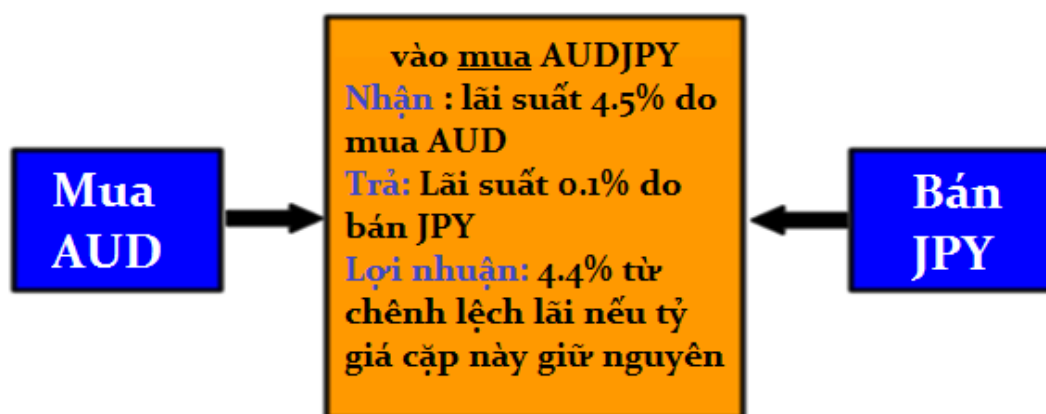 Mua
AUD
vào mua AUDJPY
Nhận : lãi suất 4.5% do
mua AUD
Trả: Lãi suất 0.1% do
bán JPY
Lợi nhuận: 4.4% từ
chênh lệch lãi nếu tỷ
giá cặp này giữ nguyên
Bán
JPY